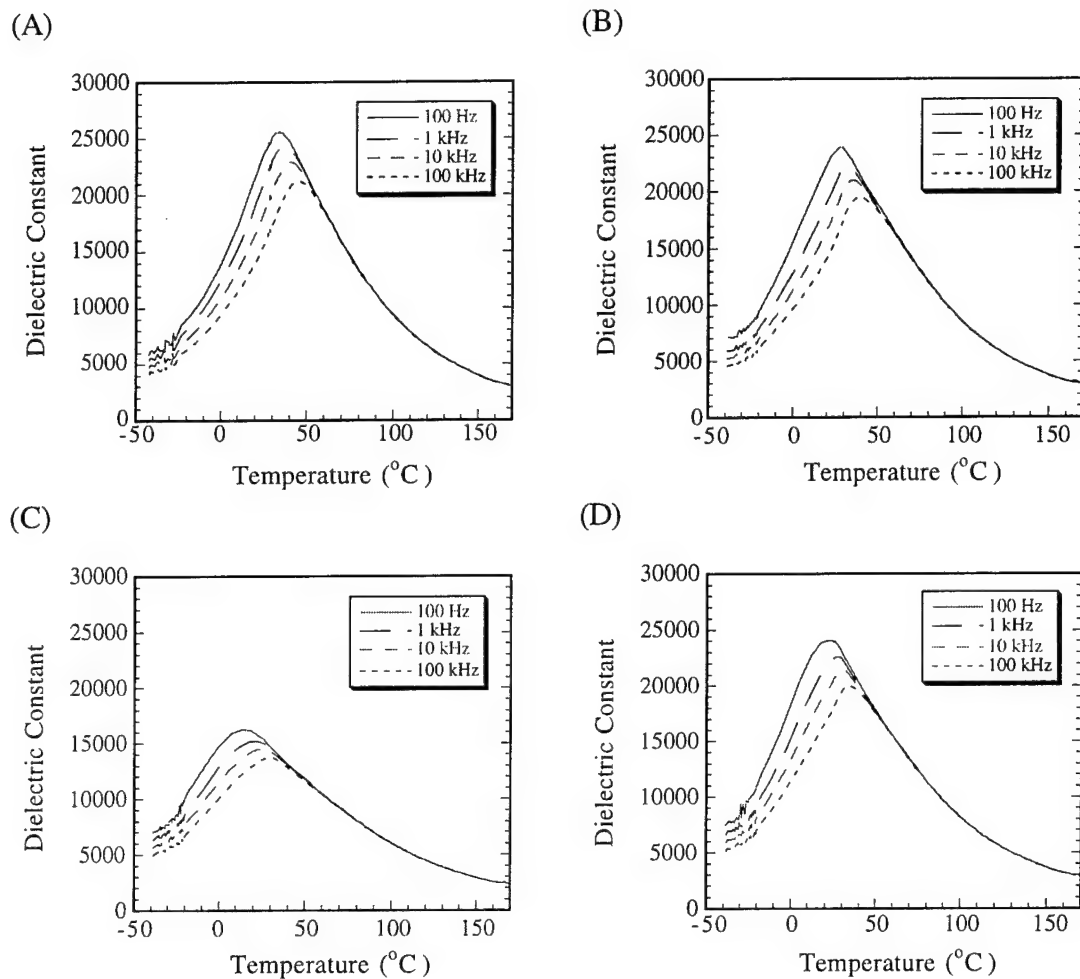 (A)
30000
25000
20000
15000
10000
5000
0
-50
0
50
100
150
Dielectric Constant
Temperature (°C)
100 Hz
1 kHz
10 kHz
100 kHz
(B)
30000
25000
20000
15000
10000
5000
0
-50
0
50
100
150
Dielectric Constant
Temperature (°C)
100 Hz
1 kHz
10 kHz
100 kHz
(C)
30000
25000
20000
15000
10000
5000
0
-50
0
50
100
150
Dielectric Constant
Temperature (°C)
100 Hz
1 kHz
10 kHz
100 kHz
(D)
30000
25000
20000
15000
10000
5000
0
-50
0
50
100
150
Dielectric Constant
Temperature (°C)
100 Hz
1 kHz
10 kHz
100 kHz